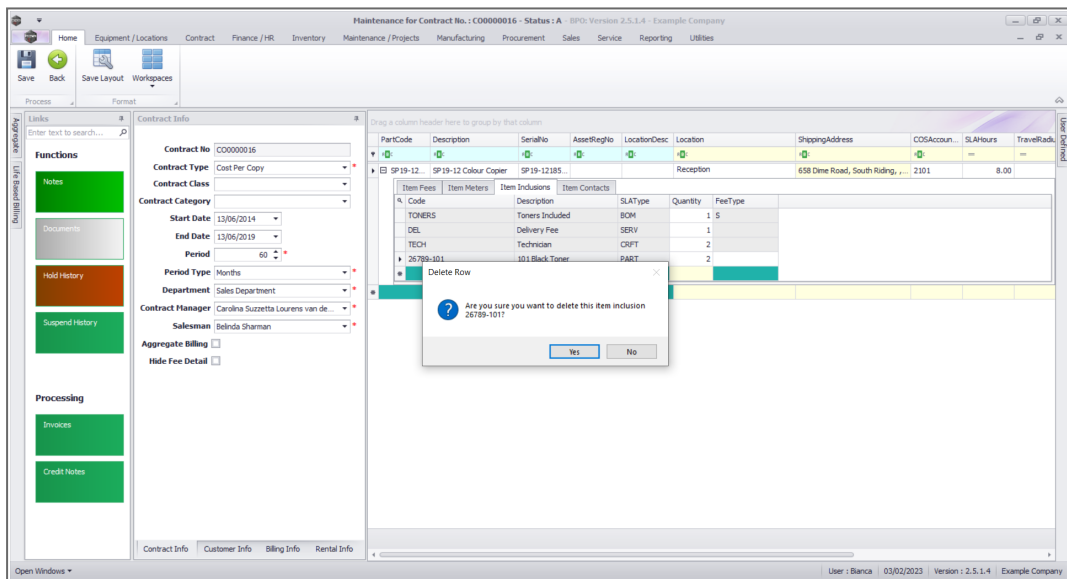 Maintenance for Contract No. : CO0000016 - Status : A - BPO: Version 2.5.1.4 - Example Company
Home Equipment / Locations Contract Finance / HR Inventory Maintenance / Projects Manufacturing Procurement Sales Service Reporting Utilities
Save Back Save Layout Workspaces
Process Format
Links
Enter text to search...
Functions
Notes
Documents
Hold History
Suspend History
Processing
Invoices
Credit Notes
Aggregate
Life Based Billing
Contract Info
Contract No CO0000016
Contract Type Cost Per Copy *
Contract Class
Contract Category
Start Date 13/06/2014
End Date 13/06/2019
Period 60 *
Period Type Months *
Department Sales Department *
Contract Manager Carolina Suzzetta Lourens van de... *
Salesman Belinda Sharman *
Aggregate Billing
Hide Fee Detail
Contract Info Customer Info Billing Info Rental Info
Drag a column header here to group by that column
PartCode Description SerialNo AssetRegNo LocationDesc Location ShippingAddress COSAccoun... SLAHours TravelRadiu
SP19-12... SP19-12 Colour Copier SP19-12185... Reception 658 Dime Road, South Riding, ,... 2101 8.00
Item Fees Item Meters Item Inclusions Item Contacts
Code Description SLAType Quantity FeeType
TONERS Toners Included BOM 1 S
DEL Delivery Fee SERV 1
TECH Technician CRFT 2
26789-101 101 Black Toner PART 2
Delete Row
Are you sure you want to delete this item inclusion
26789-101?
Yes No
User Defined
Open Windows
User : Bianca 03/02/2023 Version : 2.5.1.4 Example Company